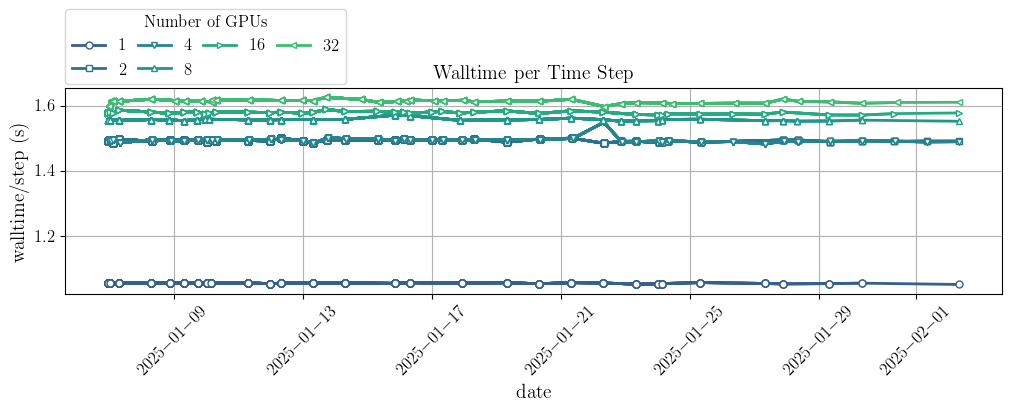 Number of GPUs
1 4 16 32
2 8
Walltime per Time Step
walltime/step (s)
1.6
1.4
1.2
2025−01−09 2025−01−13 2025−01−17 2025−01−21 2025−01−25 2025−01−29 2025−02−01
date